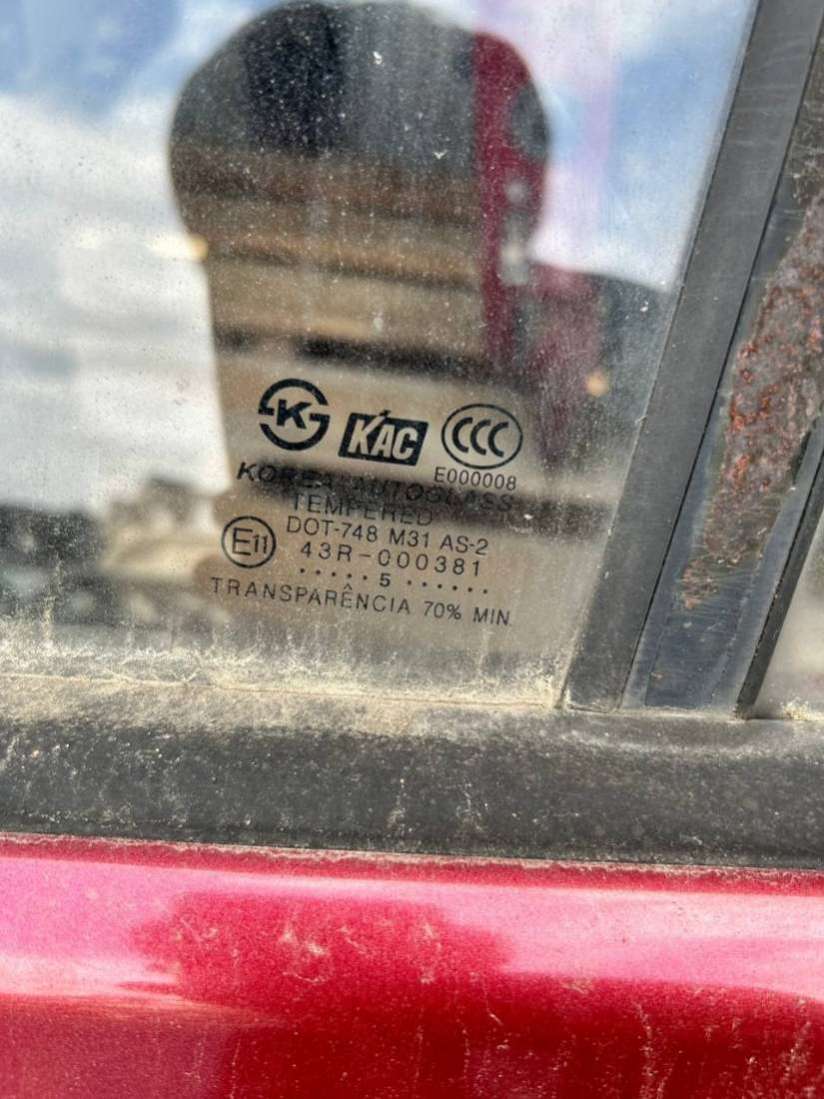 K KAC CCC
E000008
KOREA AUTOGLASS
TEMPERED
DOT-748 M31 AS-2
E11 43R-000381
·····5······
TRANSPARÊNCIA 70% MIN